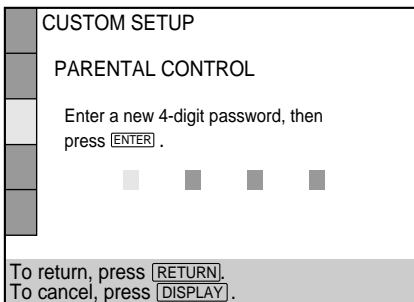 CUSTOM SETUP
PARENTAL CONTROL
Enter a new 4-digit password, then
press ENTER .
To return, press RETURN.
To cancel, press DISPLAY .